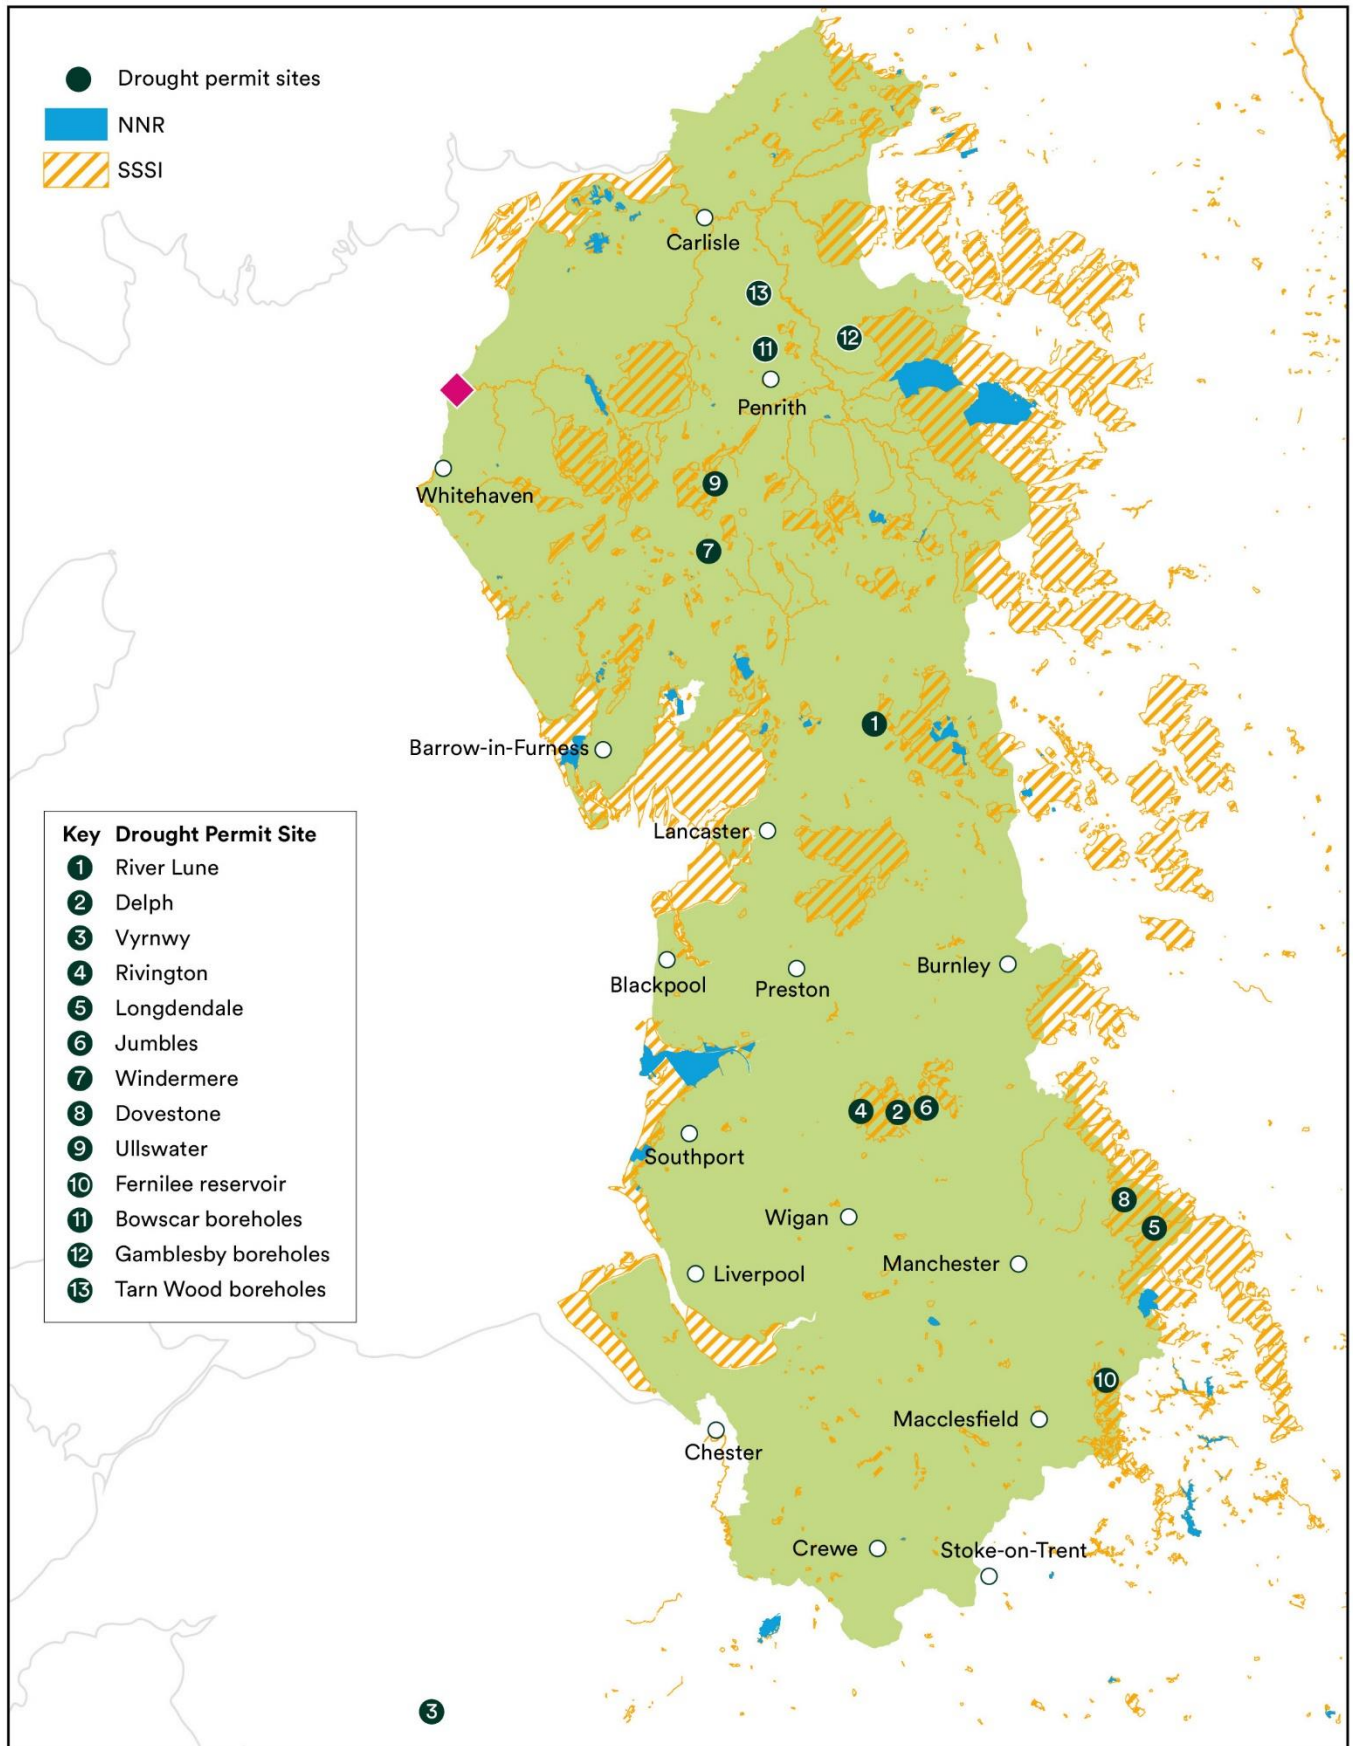 Drought permit sites
NNR
SSSI
Carlisle
13
12
11
Penrith
Whitehaven
9
7
1
Barrow-in-Furness
Lancaster
Key Drought Permit Site
1 River Lune
2 Delph
3 Vyrnwy
4 Rivington
5 Longdendale
6 Jumbles
7 Windermere
8 Dovestone
9 Ullswater
10 Fernilee reservoir
11 Bowscar boreholes
12 Gamblesby boreholes
13 Tarn Wood boreholes
Blackpool
Preston
Burnley
4 2 6
Southport
8
5
Wigan
Manchester
Liverpool
10
Macclesfield
Chester
Crewe
Stoke-on-Trent
3